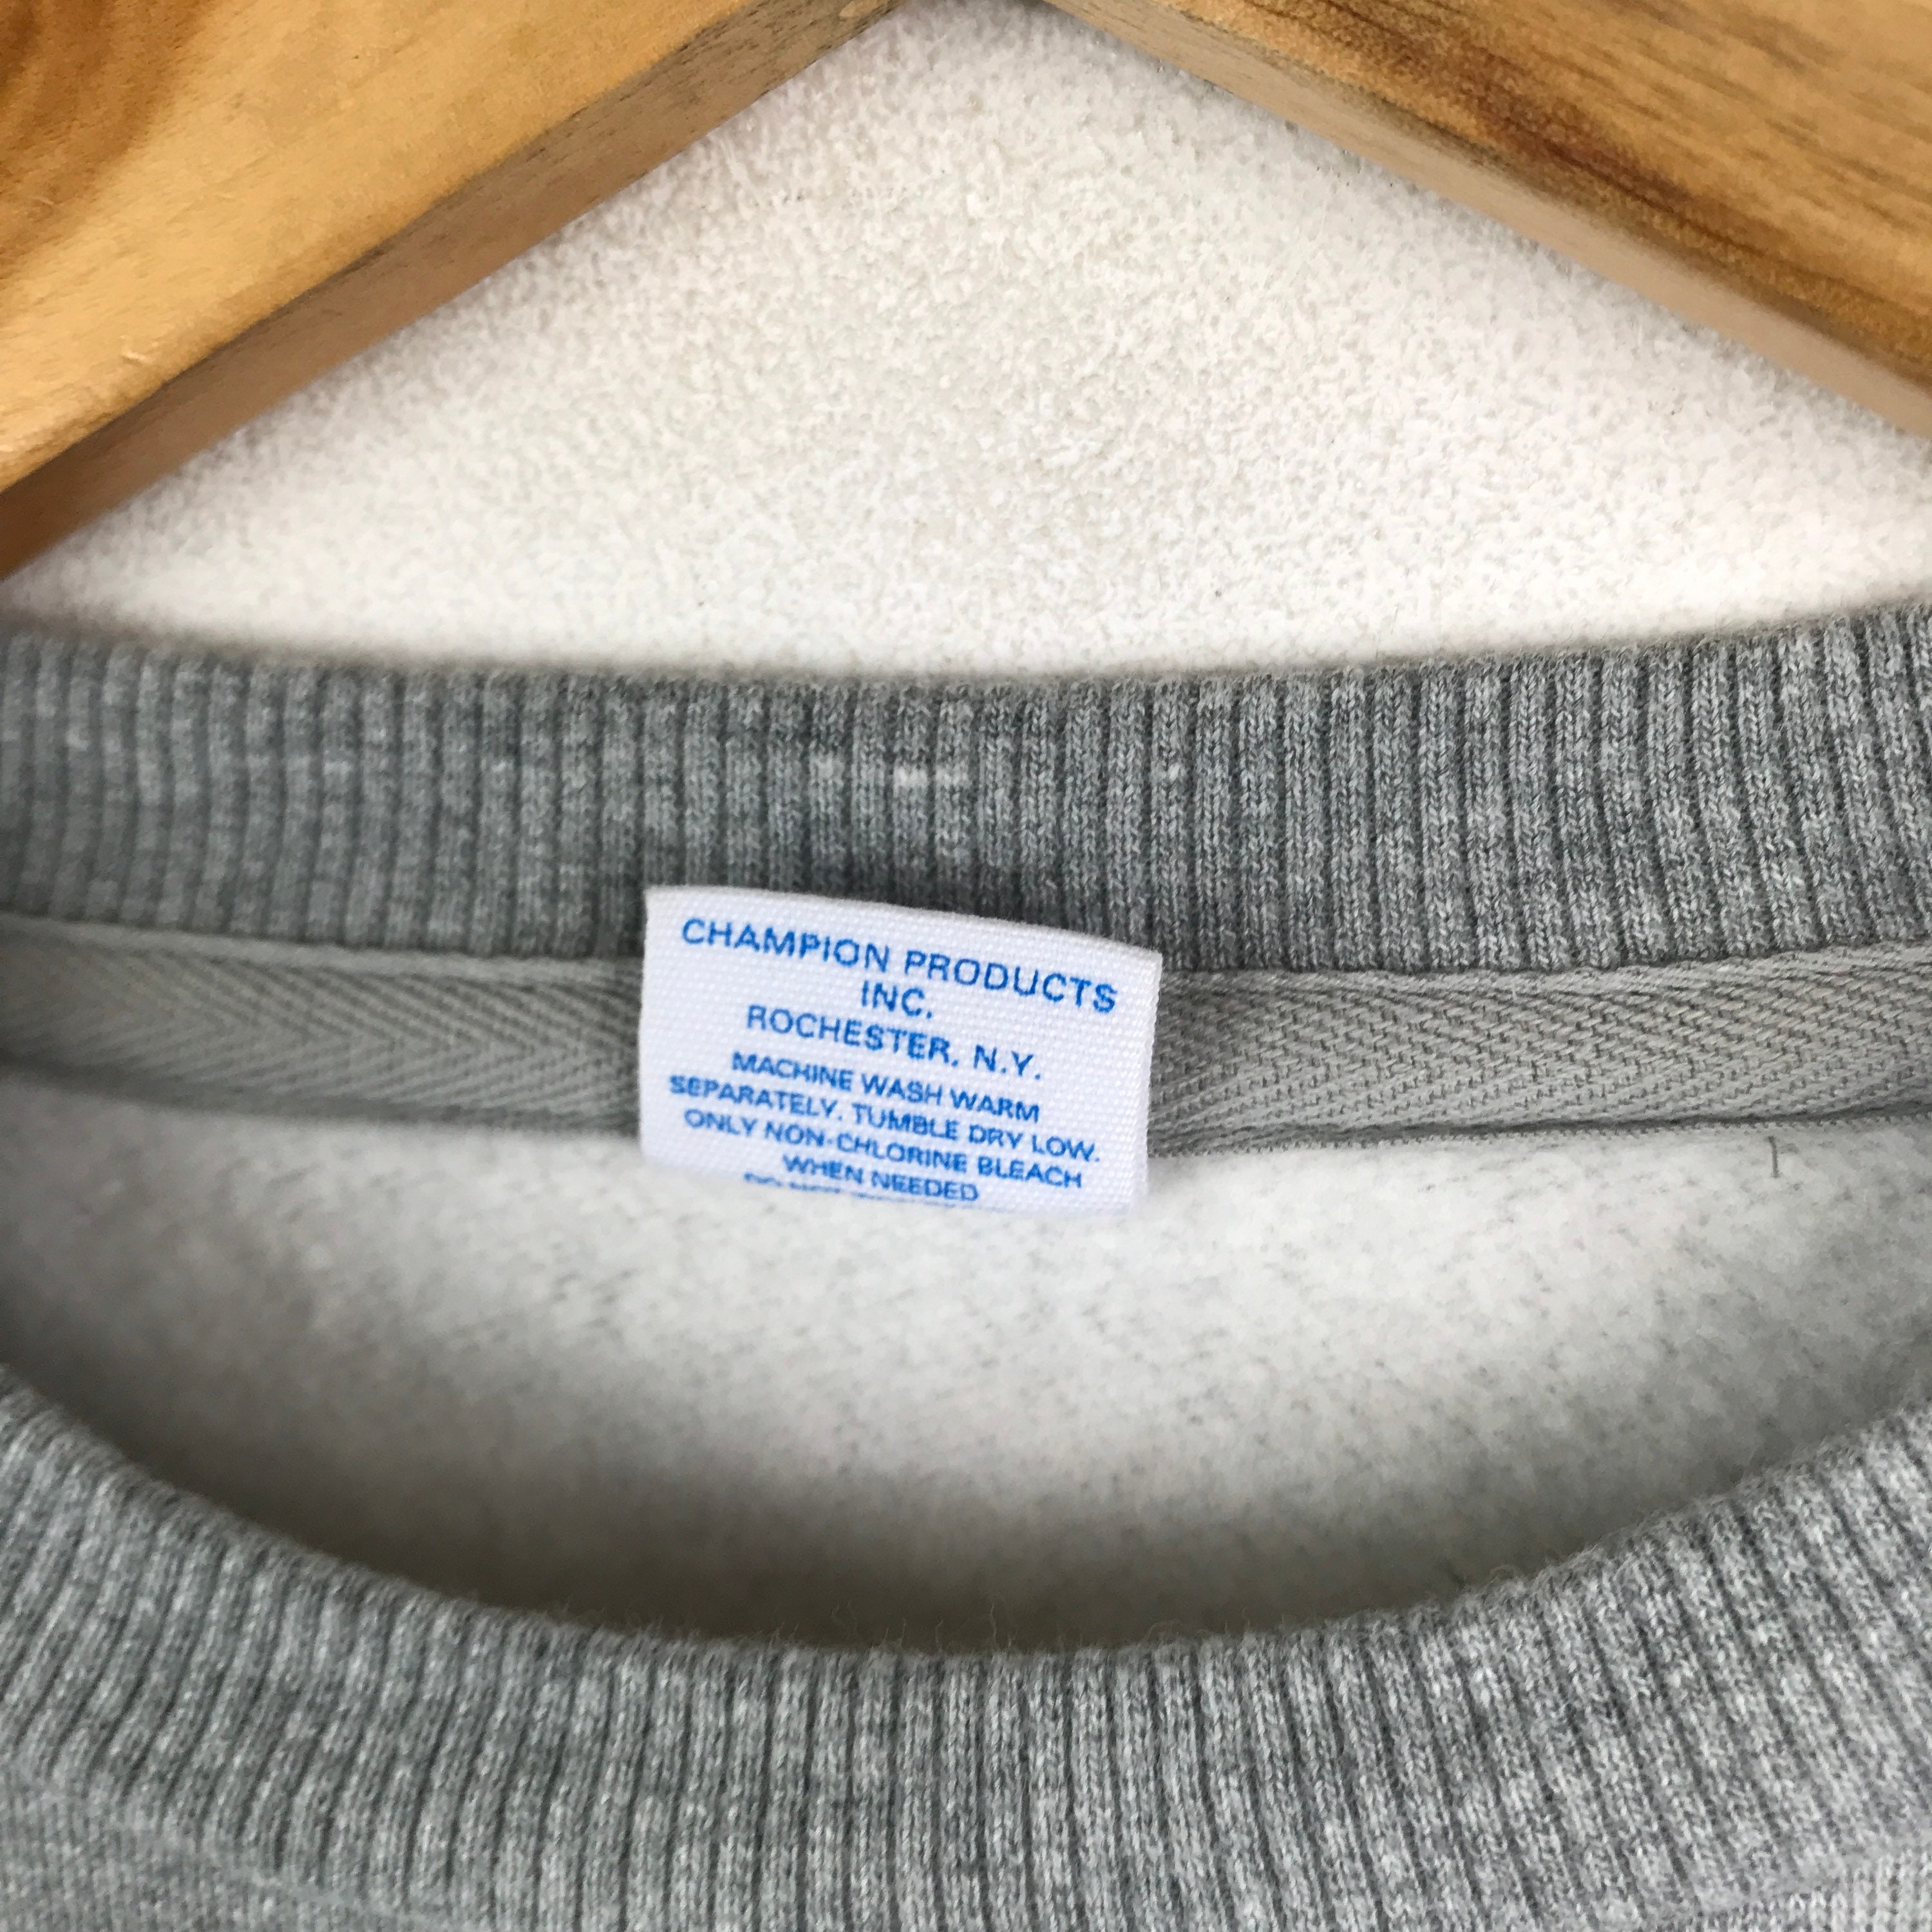 CHAMPION PRODUCTS
INC.
ROCHESTER, N.Y.
MACHINE WASH WARM
SEPARATELY. TUMBLE DRY LOW.
ONLY NON-CHLORINE BLEACH
WHEN NEEDED